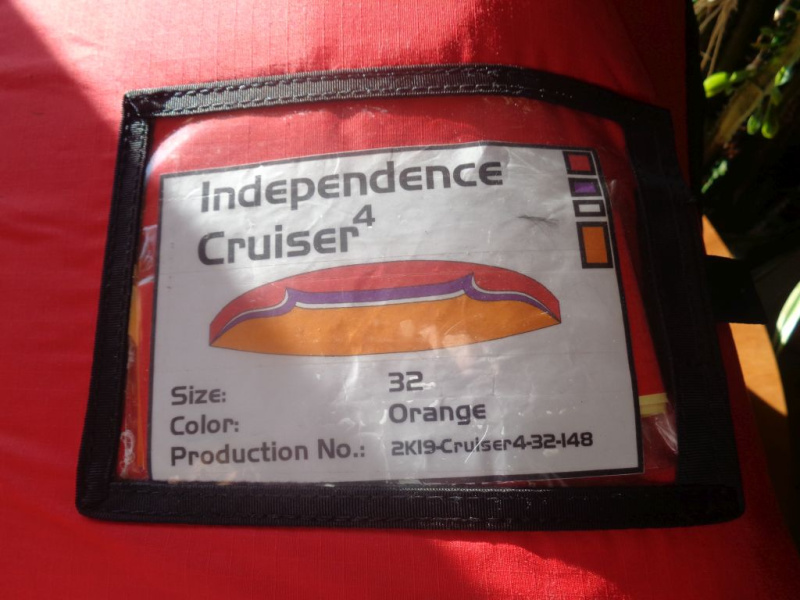 Independence
Cruiser⁴
Size: 32
Color: Orange
Production No.: 2K19-Cruiser4-32-148